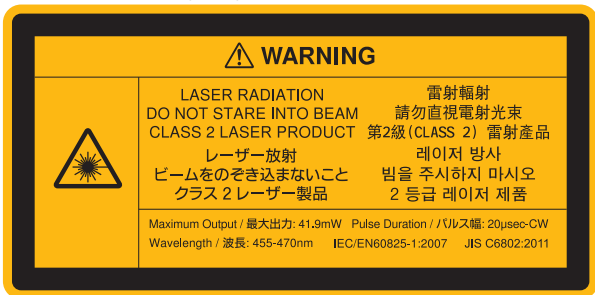 WARNING
LASER RADIATION
DO NOT STARE INTO BEAM
CLASS 2 LASER PRODUCT
雷射輻射
請勿直視電射光束
第2級(CLASS 2) 雷射產品
レーザー放射
ビームをのぞき込まないこと
クラス 2 レーザー製品
레이저 방사
빔을 주시하지 마시오
2 등급 레이저 제품
Maximum Output / 最大出力: 41.9mW Pulse Duration / パルス幅: 20μsec-CW
Wavelength / 波長: 455-470nm IEC/EN60825-1:2007 JIS C6802:2011